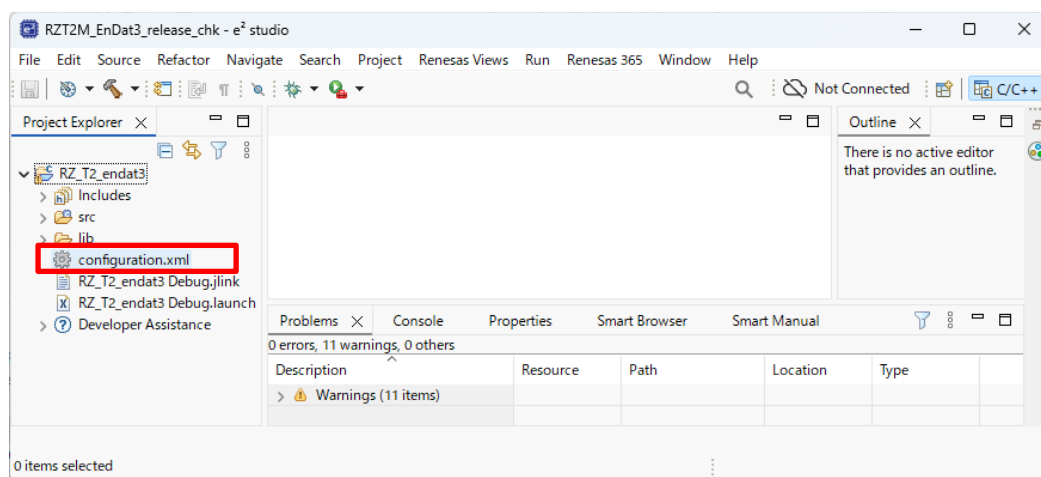 RZT2M_EnDat3_release_chk - e² studio
File Edit Source Refactor Navigate Search Project Renesas Views Run Renesas 365 Window Help
Not Connected
C/C++
Project Explorer
RZ_T2_endat3
Includes
src
lib
configuration.xml
RZ_T2_endat3 Debug.jlink
RZ_T2_endat3 Debug.launch
Developer Assistance
Outline
There is no active editor
that provides an outline.
Problems Console Properties Smart Browser Smart Manual
0 errors, 11 warnings, 0 others
Description Resource Path Location Type
Warnings (11 items)
0 items selected